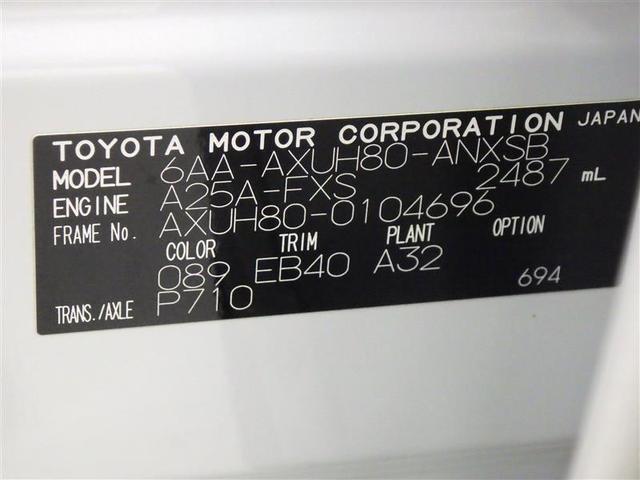 TOYOTA MOTOR CORPORATION JAPAN
MODEL 6AA-AXUH80-ANXSB
ENGINE A25A-FXS 2487 mL
FRAME No. AXUH80-0104696
COLOR TRIM PLANT OPTION
089 EB40 A32
TRANS./AXLE P710 694